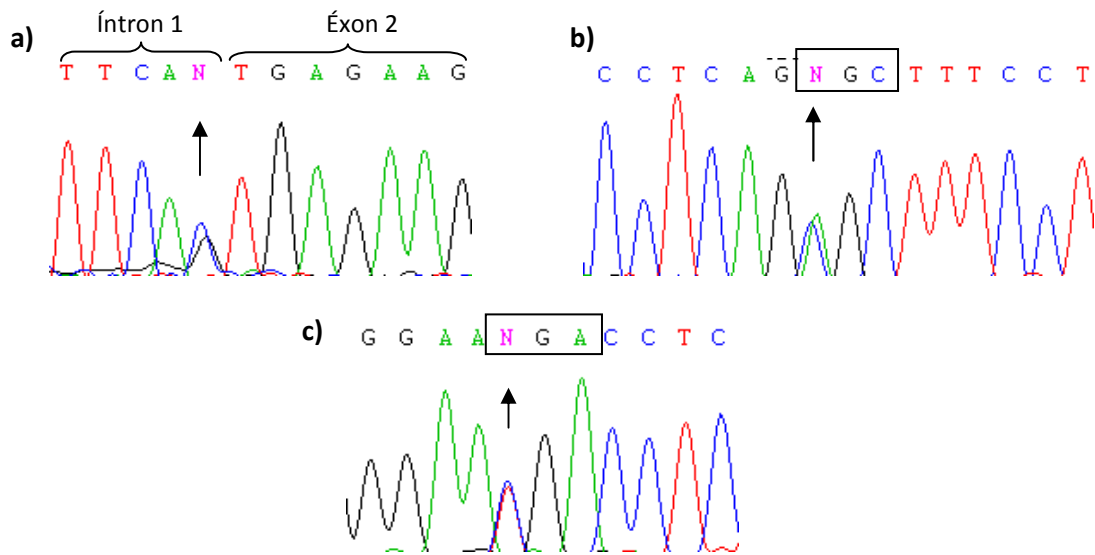 Íntron 1 Éxon 2
a) b)
T T C A N T G A G A A G
C C T C A G N G C T T T C C T
c)
G G A A N G A C C T C